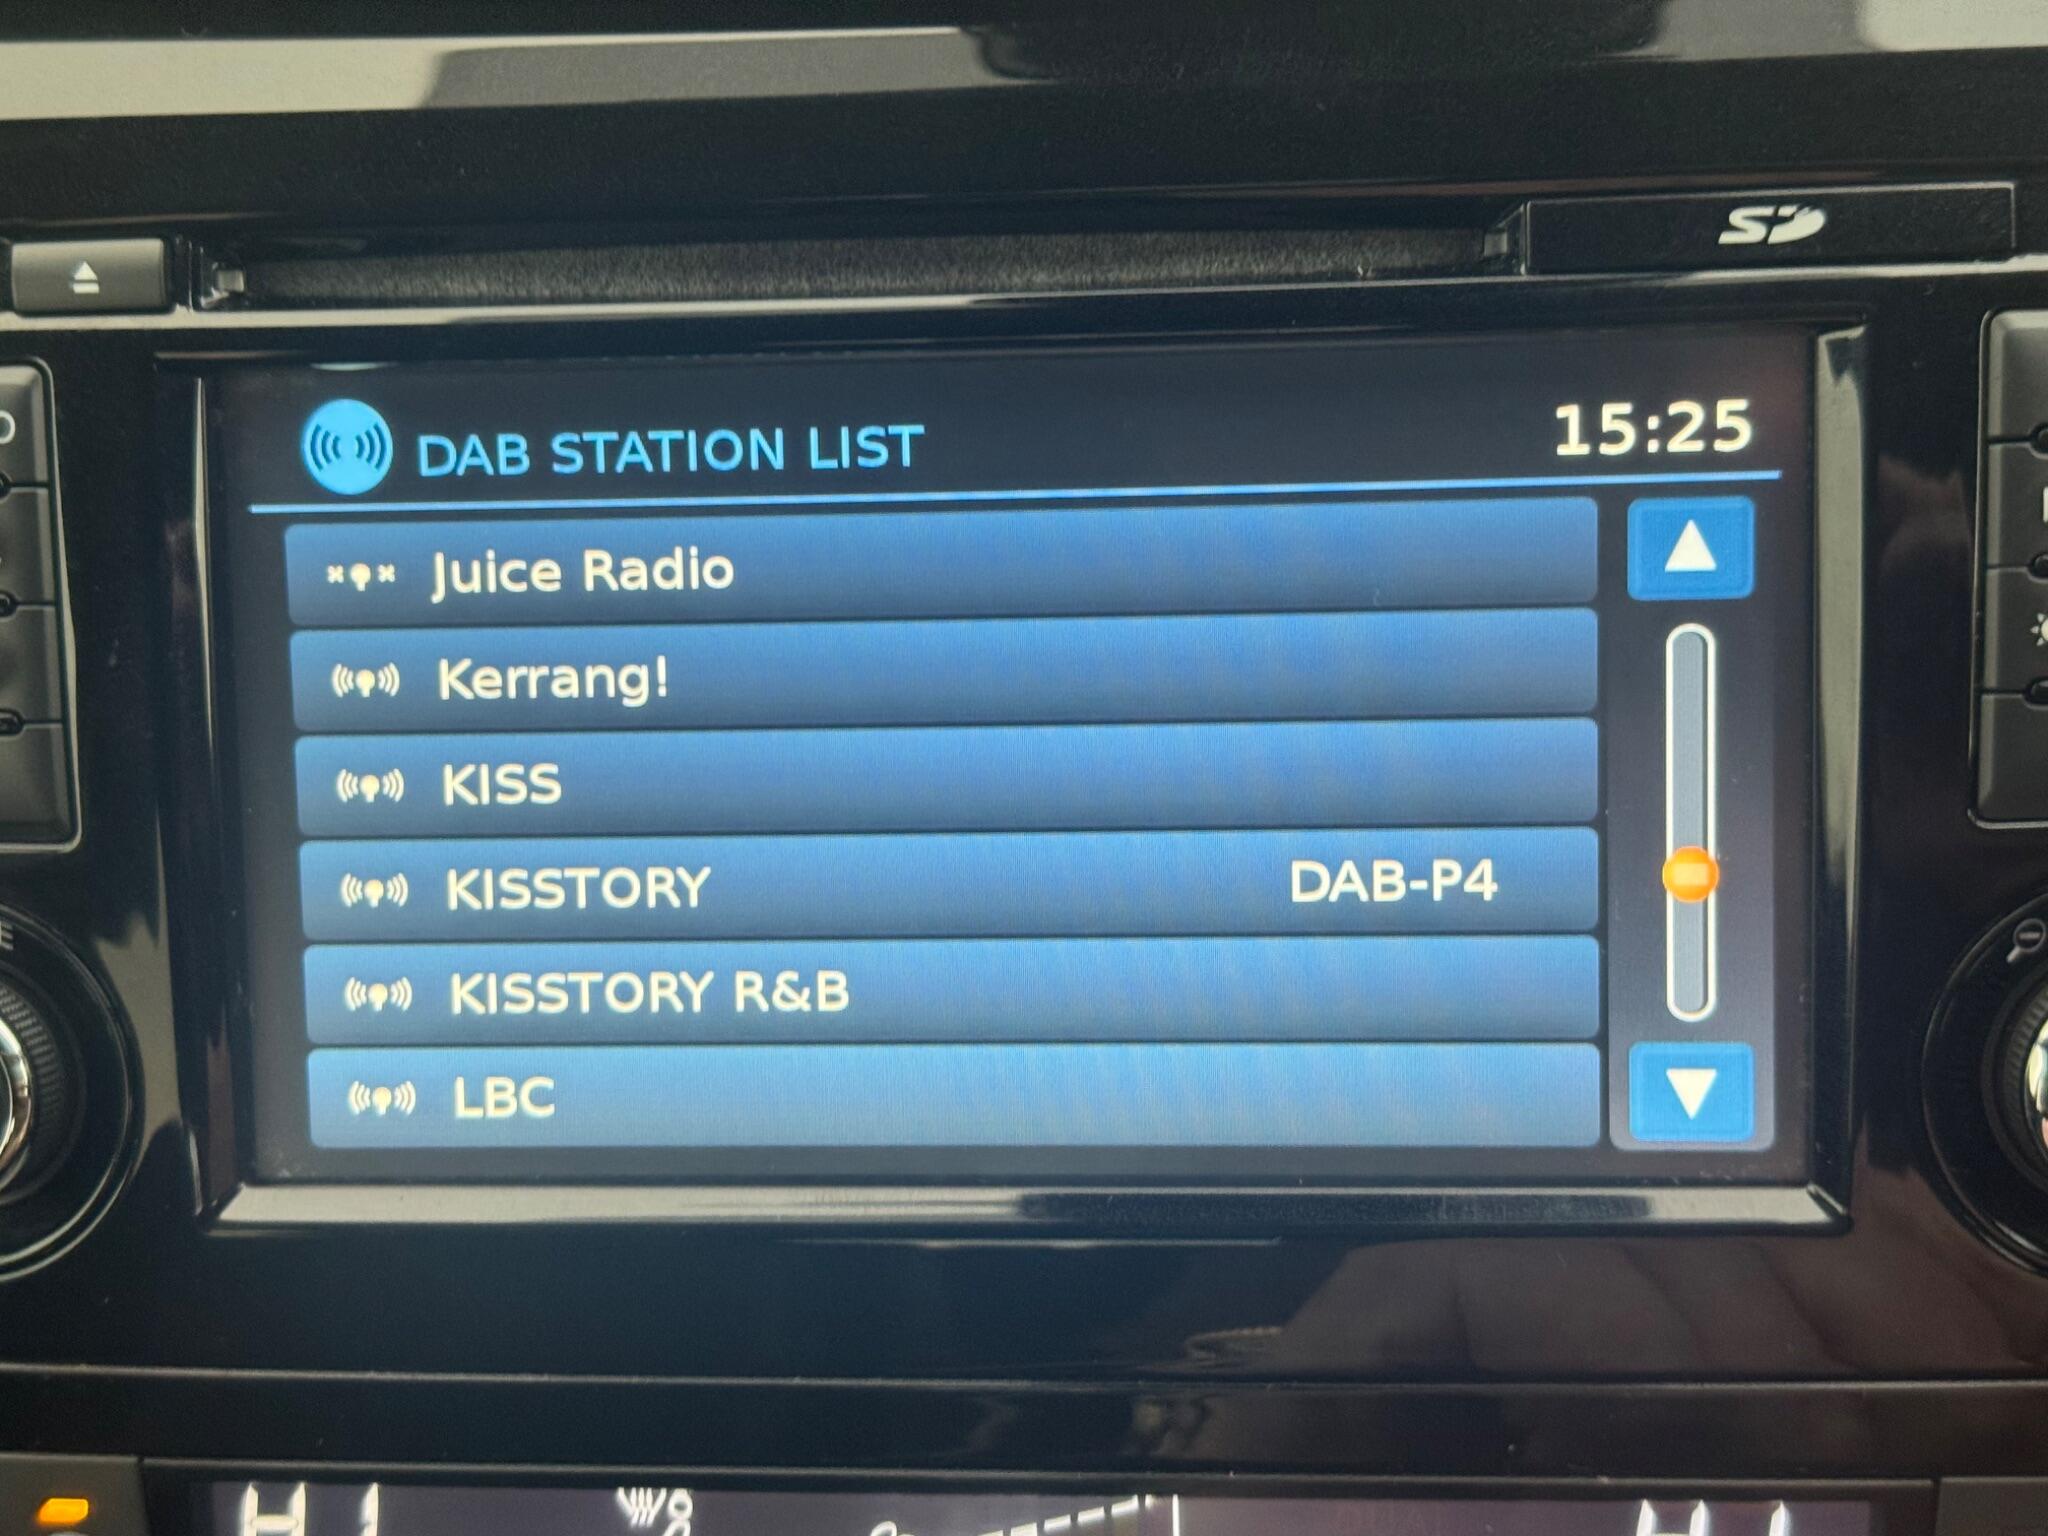 SD
DAB STATION LIST 15:25
Juice Radio
Kerrang!
KISS
KISSTORY DAB-P4
KISSTORY R&B
LBC